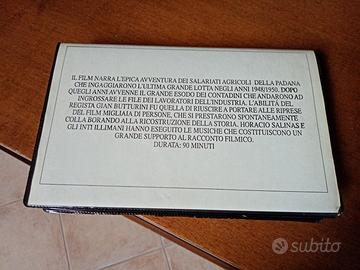 IL FILM NARRA L'EPICA AVVENTURA DEI SALARIATI AGRICOLI DELLA PADANA
CHE INGAGGIARONO L'ULTIMA GRANDE LOTTA NEGLI ANNI 1948/1950. DOPO
QUEGLI ANNI AVVENNE IL GRANDE ESODO DEI CONTADINI CHE ANDARONO AD
INGROSSARE LE FILE DEI LAVORATORI DELL'INDUSTRIA. L'ABILITÀ DEL
REGISTA GIAN BUTTURINI FU QUELLA DI RIUSCIRE A PORTARE ALLE RIPRESE
DEL FILM MIGLIAIA DI PERSONE, CHE SI PRESTARONO SPONTANEAMENTE
COLLA BORANDO ALLA RICOSTRUZIONE DELLA STORIA. HORACIO SALINAS E
GLI INTI ILLIMANI HANNO ESEGUITO LE MUSICHE CHE COSTITUISCONO UN
GRANDE SUPPORTO AL RACCONTO FILMICO.
DURATA: 90 MINUTI
subito